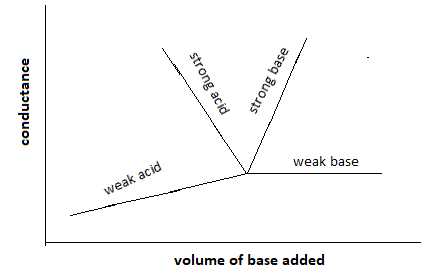 conductance
strong acid
strong base
weak acid
weak base
volume of base added